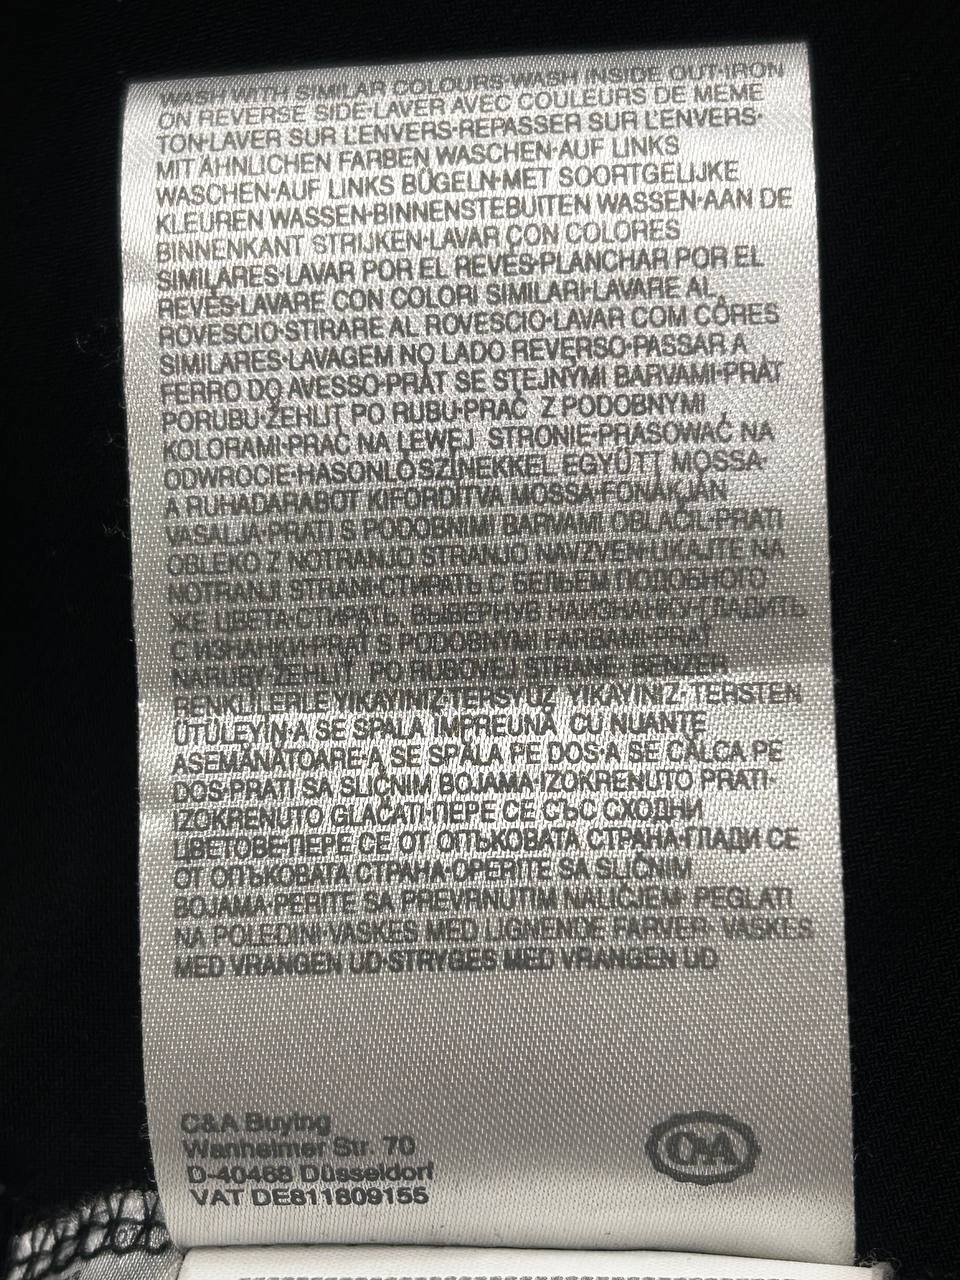 WASH WITH SIMILAR COLOURS·WASH INSIDE OUT·IRON
ON REVERSE SIDE·LAVER AVEC COULEURS DE MEME
TON·LAVER SUR L'ENVERS·REPASSER SUR L'ENVERS·
MIT ÄHNLICHEN FARBEN WASCHEN·AUF LINKS
WASCHEN·AUF LINKS BÜGELN·MET SOORTGELIJKE
KLEUREN WASSEN·BINNENSTEBUITEN WASSEN·AAN DE
BINNENKANT STRIJKEN·LAVAR CON COLORES
SIMILARES·LAVAR POR EL REVÉS·PLANCHAR POR EL
REVÉS·LAVARE CON COLORI SIMILARI·LAVARE AL
ROVESCIO·STIRARE AL ROVESCIO·LAVAR COM CÔRES
SIMILARES·LAVAGEM NO LADO REVERSO·PASSAR A
FERRO DO AVESSO·PRÁT SE STEJNÝMI BARVAMI·PRÁT
PORUBU·ŽEHLIT PO RUBU·PRAĆ Z PODOBNYMI
KOLORAMI·PRAĆ NA LEWEJ STRONIE·PRASOWAĆ NA
ODWROCIE·HASONLÓ SZÍNEKKEL EGYÜTT MOSSA·
A RUHADARABOT KIFORDÍTVA MOSSA·FONÁKJÁN
VASALJA·PRATI S PODOBNIMI BARVAMI OBLAČIL·PRATI
OBLEKO Z NOTRANJO STRANJO NAVZVEN·LIKAJTE NA
NOTRANJI STRANI·СТИРАТЬ С БЕЛЬЕМ ПОДОБНОГО
ЖЕ ЦВЕТА·СТИРАТЬ, ВЫВЕРНУВ НАИЗНАНКУ·ГЛАДИТЬ
С ИЗНАНКИ·PRAŤ S PODOBNÝMI FARBAMI·PRAŤ
NARUBY·ŽEHLIŤ PO RUBOVEJ STRANE·BENZER
RENKLİLERLE YIKAYINIZ·TERSYÜZ YIKAYINIZ·TERSTEN
ÜTÜLEYİN·A SE SPĂLA ÎMPREUNĂ CU NUANŢE
ASEMĂNĂTOARE·A SE SPĂLA PE DOS·A SE CĂLCA PE
DOS·PRATI SA SLIČNIM BOJAMA·IZOKRENUTO PRATI·
IZOKRENUTO GLAČATI·ПЕРЕ СЕ СЪС СХОДНИ
ЦВЕТОВЕ·ПЕРЕ СЕ ОТ ОПЪКОВАТА СТРАНА·ГЛАДИ СЕ
ОТ ОПЪКОВАТА СТРАНА·OPERITE SA SLIČNIM
BOJAMA·PERITE SA PREVRNUTIM NALIČJEM· PEGLATI
NA POLEĐINI·VASKES MED LIGNENDE FARVER· VASKES
MED VRANGEN UD·STRYGES MED VRANGEN UD
C&A Buying
Wanheimer Str. 70
D-40468 Düsseldorf
VAT DE811809155
C&A